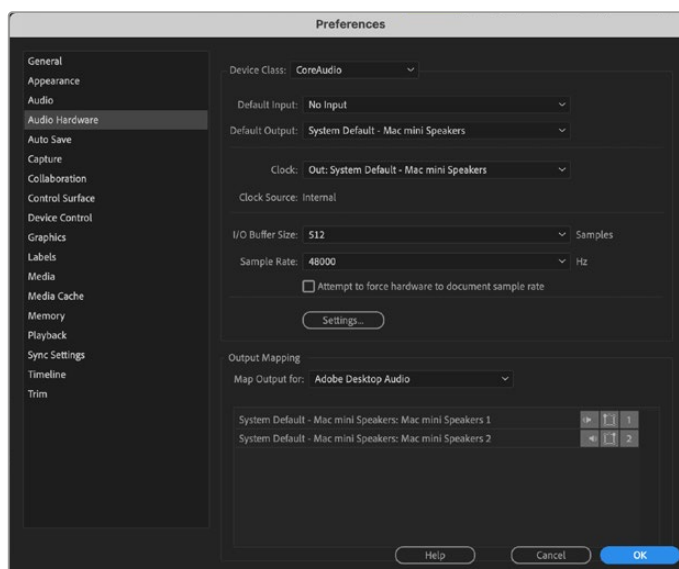 Preferences
General
Appearance
Audio
Audio Hardware
Auto Save
Capture
Collaboration
Control Surface
Device Control
Graphics
Labels
Media
Media Cache
Memory
Playback
Sync Settings
Timeline
Trim
Device Class: CoreAudio
Default Input: No Input
Default Output: System Default - Mac mini Speakers
Clock: Out: System Default - Mac mini Speakers
Clock Source: Internal
I/O Buffer Size: 512 Samples
Sample Rate: 48000 Hz
Attempt to force hardware to document sample rate
Settings...
Output Mapping
Map Output for: Adobe Desktop Audio
System Default - Mac mini Speakers: Mac mini Speakers 1 1
System Default - Mac mini Speakers: Mac mini Speakers 2 2
Help Cancel OK